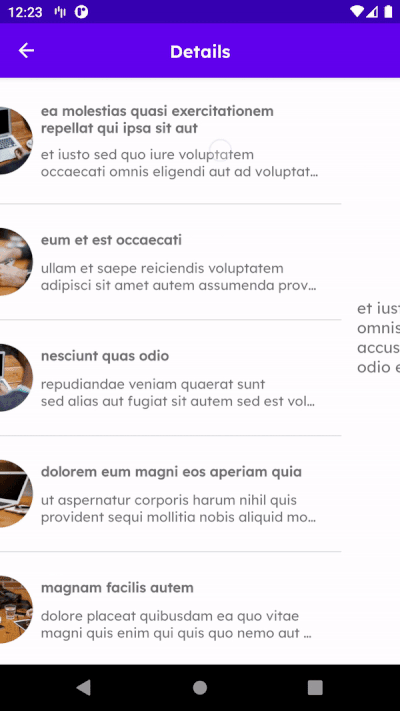 12:23
Details
ea molestias quasi exercitationem
repellat qui ipsa sit aut
et iusto sed quo iure voluptatem
occaecati omnis eligendi aut ad voluptat...
eum et est occaecati
ullam et saepe reiciendis voluptatem
adipisci sit amet autem assumenda prov...
nesciunt quas odio
repudiandae veniam quaerat sunt
sed alias aut fugiat sit autem sed est vol...
dolorem eum magni eos aperiam quia
ut aspernatur corporis harum nihil quis
provident sequi mollitia nobis aliquid mo...
magnam facilis autem
dolore placeat quibusdam ea quo vitae
magni quis enim qui quis quo nemo aut ...
et ius
omnis
accus
odio e